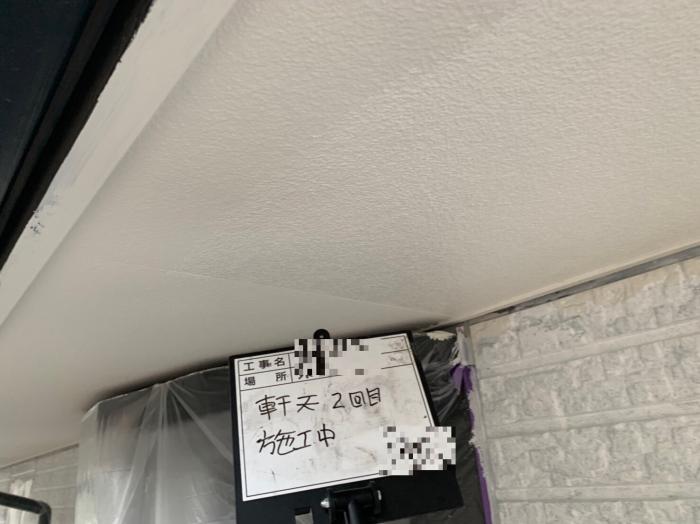 工事名
場 所
軒天 2回目
施工中